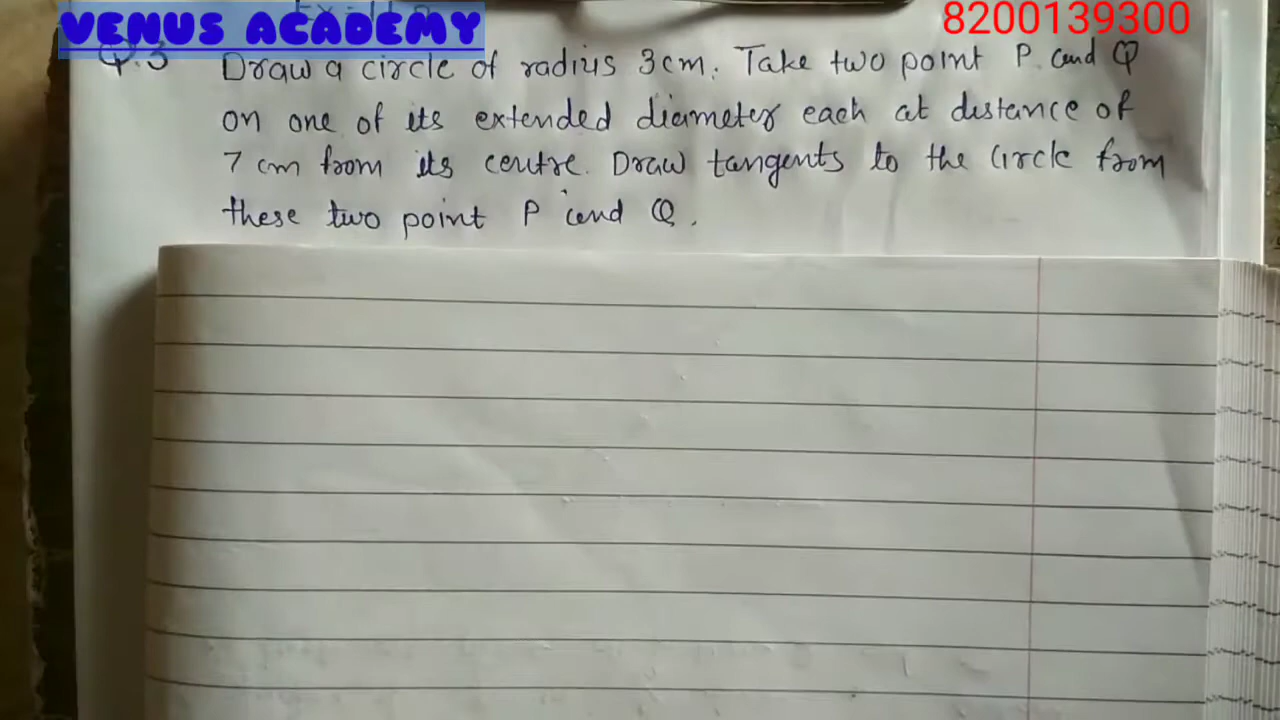 VENUS ACADEMY
8200139300
Q.3 Draw a circle of radius 3cm. Take two point P and Q
on one of its extended diameter each at distance of
7 cm from its centre. Draw tangents to the circle from
these two point P and Q.